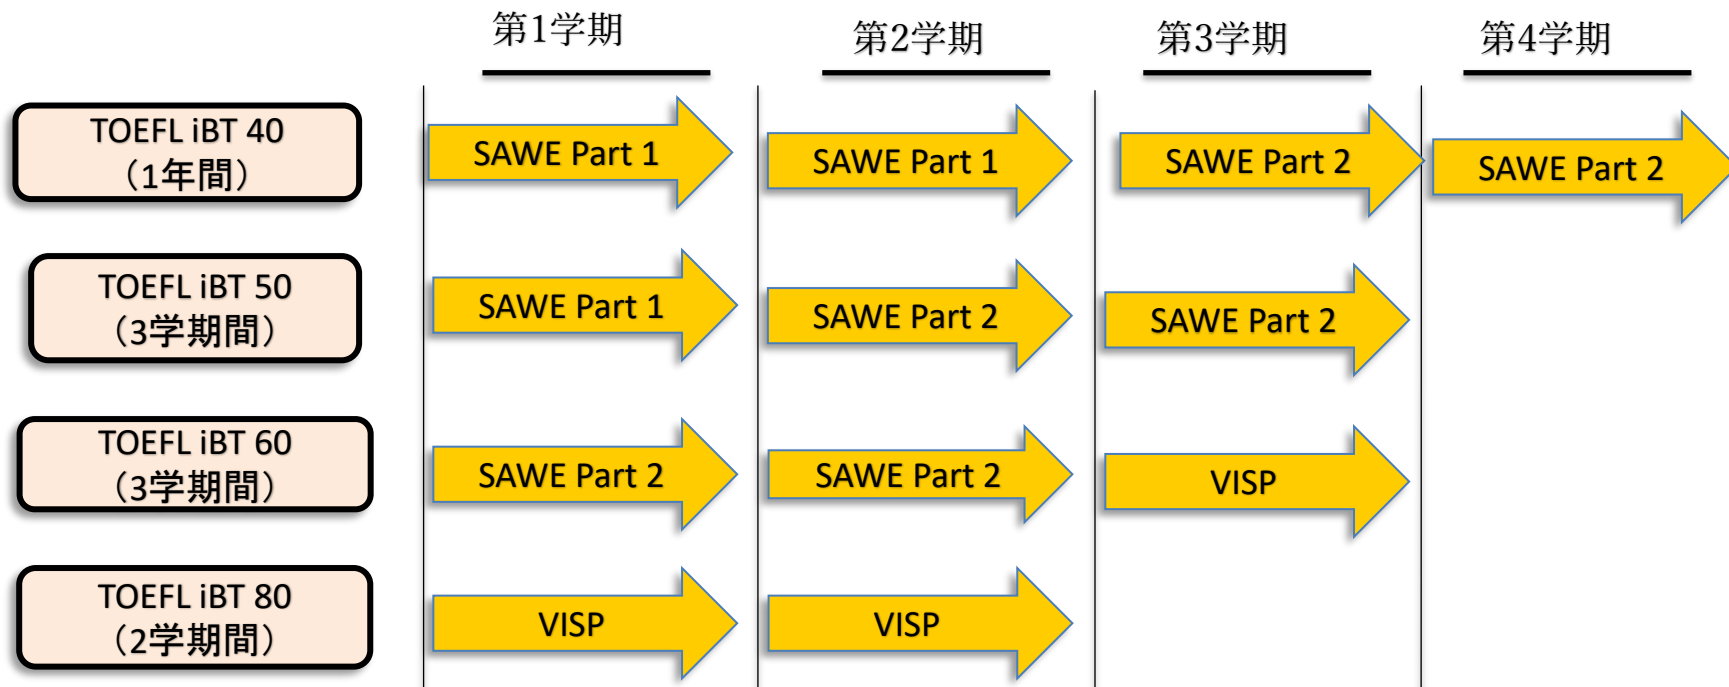 第1学期
第2学期
第3学期
第4学期
TOEFL iBT 40
（1年間）
SAWE Part 1
SAWE Part 1
SAWE Part 2
SAWE Part 2
TOEFL iBT 50
（3学期間）
SAWE Part 1
SAWE Part 2
SAWE Part 2
TOEFL iBT 60
（3学期間）
SAWE Part 2
SAWE Part 2
VISP
TOEFL iBT 80
（2学期間）
VISP
VISP